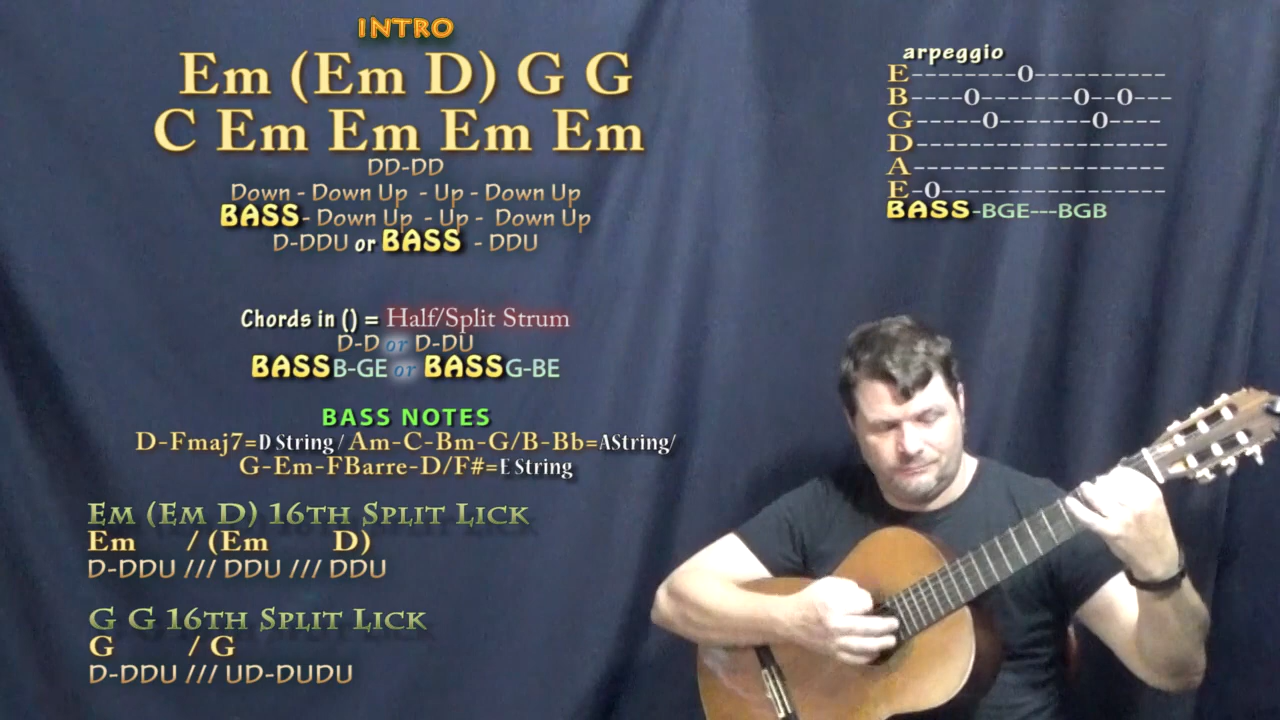 INTRO
Em (Em D) G G
C Em Em Em Em
DD-DD
Down - Down Up - Up - Down Up
BASS - Down Up - Up - Down Up
D-DDU or BASS - DDU
Chords in () = Half/Split Strum
D-D or D-DU
BASSB-GE or BASSG-BE
BASS NOTES
D-Fmaj7=D String / Am-C-Bm-G/B-Bb=AString/
G-Em-FBarre-D/F#=E String
Em (Em D) 16th Split Lick
Em / (Em D)
D-DDU /// DDU /// DDU
G G 16th Split Lick
G / G
D-DDU /// UD-DUDU
arpeggio
E--------0----------
B----0-------0--0---
G------0-------0----
D------------------
A------------------
E-0----------------
BASS-BGE---BGB